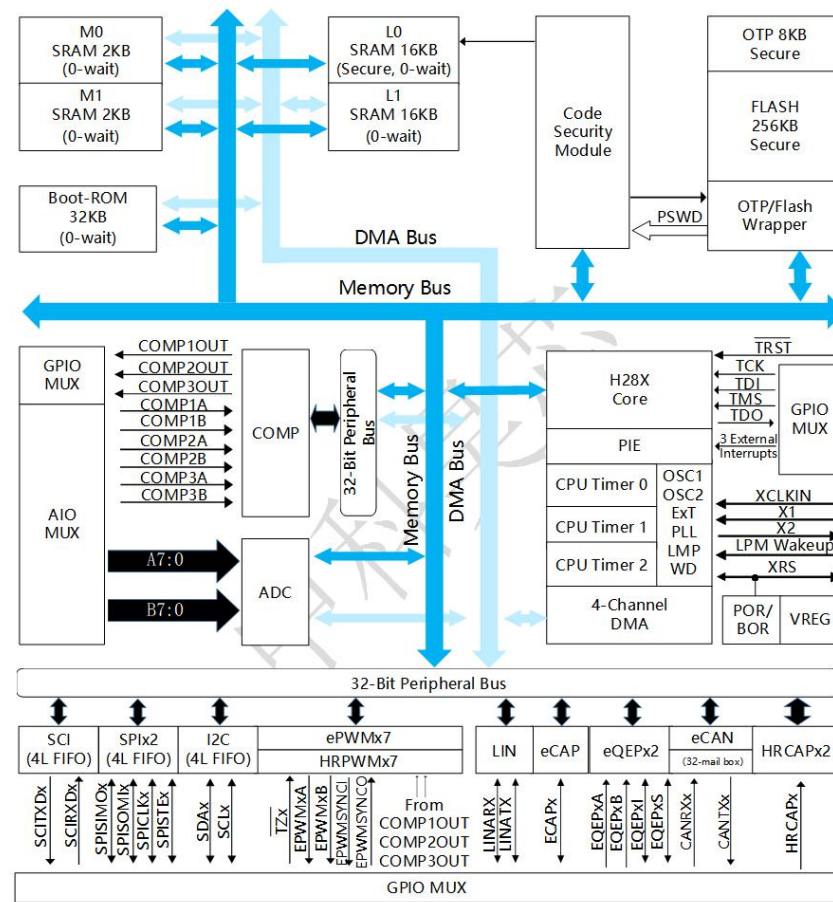 M0
SRAM 2KB
(0-wait)
M1
SRAM 2KB
(0-wait)
L0
SRAM 16KB
(Secure, 0-wait)
L1
SRAM 16KB
(0-wait)
Code
Security
Module
OTP 8KB
Secure
FLASH
256KB
Secure
OTP/Flash
Wrapper
PSWD
Boot-ROM
32KB
(0-wait)
DMA Bus
Memory Bus
GPIO
MUX
AIO
MUX
COMP1OUT
COMP2OUT
COMP3OUT
COMP1A
COMP1B
COMP2A
COMP2B
COMP3A
COMP3B
COMP
32-Bit Peripheral
Bus
Memory Bus
DMA Bus
A7:0
B7:0
ADC
H28X
Core
PIE
CPU Timer 0
CPU Timer 1
CPU Timer 2
OSC1
OSC2
ExT
PLL
LMP
WD
4-Channel
DMA
TRST
TCK
TDI
TMS
TDO
3 External
Interrupts
GPIO
MUX
XCLKIN
X1
X2
LPM Wakeup
XRS
POR/
BOR
VREG
32-Bit Peripheral Bus
SCI
(4L FIFO)
SPIx2
(4L FIFO)
I2C
(4L FIFO)
ePWMx7
HRPWMx7
LIN
eCAP
eQEPx2
eCAN
(32-mail box)
HRCAPx2
SCITXDx
SCIRXDx
SPISIMOx
SPISOMIx
SPICLKx
SPISTEx
SDAx
SCLx
TZx
EPWMxA
EPWMxB
EPWMSYNCI
EPWMSYNCO
From
COMP1OUT
COMP2OUT
COMP3OUT
LINARX
LINATX
ECAPx
EQEPxA
EQEPxB
EQEPxI
EQEPxS
CANRXx
CANTXx
HRCAPx
GPIO MUX